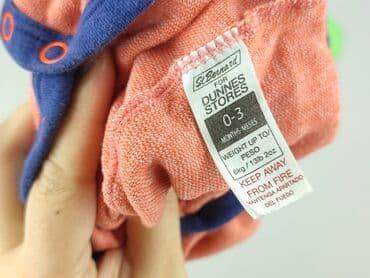 St Bernard
FOR
DUNNES
STORES
0-3
MONTHS-MESES
WEIGHT UP TO/
PESO
6kg / 13lb 2oz
KEEP AWAY
FROM FIRE
MANTENGA APARTADO
DEL FUEGO